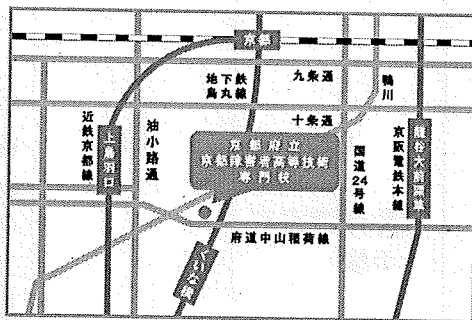 京都
地下鉄
烏丸線
九条通
鴨川
十条通
近鉄京都線
上鳥羽口
油小路通
京都府立
京都障害者高等技術
専門校
国道24号線
京阪電鉄本線
龍谷大前深草
府道中山稲荷線
くいな橋